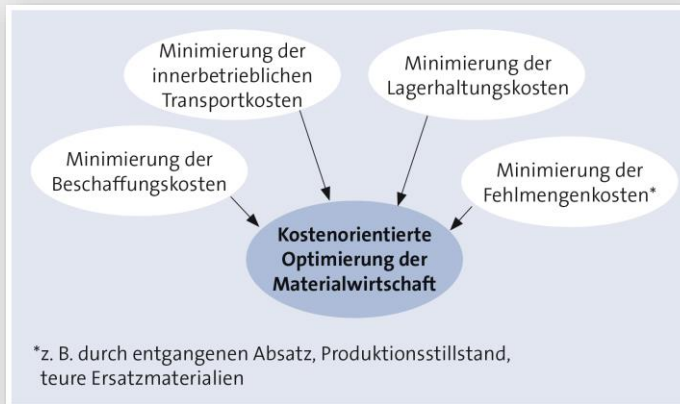 Minimierung der
innerbetrieblichen
Transportkosten
Minimierung der
Lagerhaltungskosten
Minimierung der
Beschaffungskosten
Minimierung der
Fehlmengenkosten*
Kostenorientierte
Optimierung der
Materialwirtschaft
*z. B. durch entgangenen Absatz, Produktionsstillstand,
teure Ersatzmaterialien